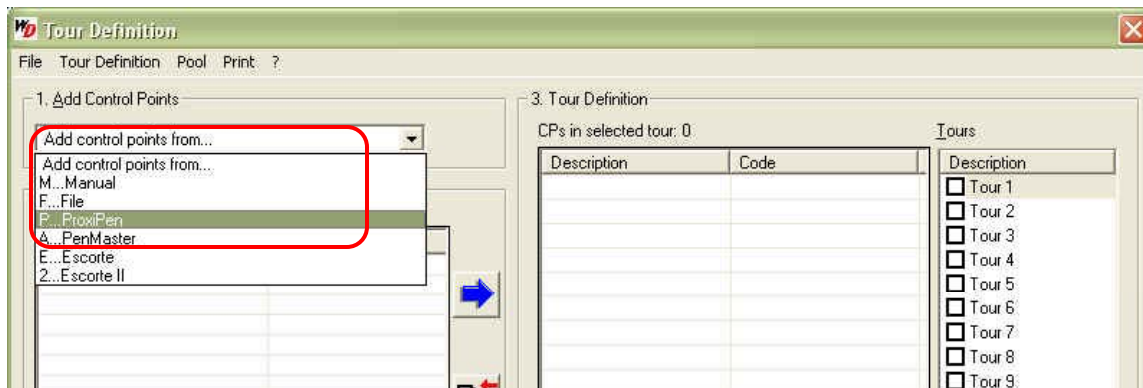 WD Tour Definition
File Tour Definition Pool Print ?
1. Add Control Points
Add control points from...
Add control points from...
M...Manual
F...File
P...ProxiPen
A...PenMaster
E...Escorte
2...Escorte II
3. Tour Definition
CPs in selected tour: 0
Description Code
Tours
Description
Tour 1
Tour 2
Tour 3
Tour 4
Tour 5
Tour 6
Tour 7
Tour 8
Tour 9